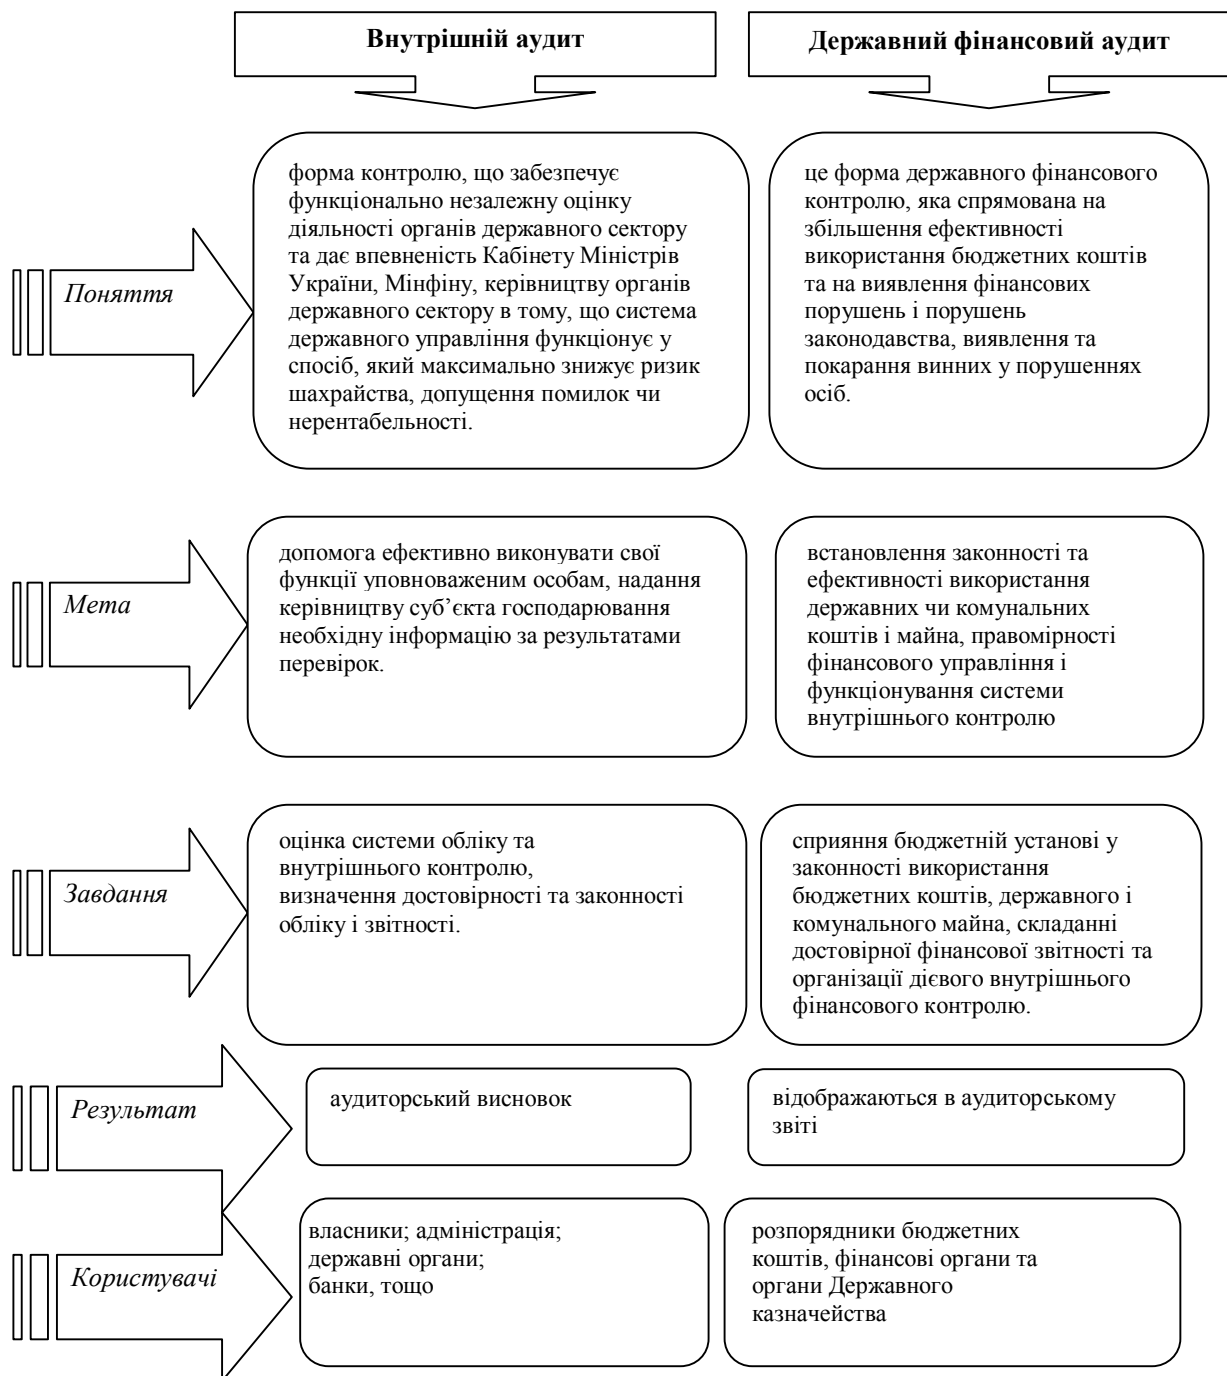 Внутрішній аудит
Державний фінансовий аудит
Поняття
форма контролю, що забезпечує
функціонально незалежну оцінку
діяльності органів державного сектору
та дає впевненість Кабінету Міністрів
України, Мінфіну, керівництву органів
державного сектору в тому, що система
державного управління функціонує у
спосіб, який максимально знижує ризик
шахрайства, допущення помилок чи
нерентабельності.
це форма державного фінансового
контролю, яка спрямована на
збільшення ефективності
використання бюджетних коштів
та на виявлення фінансових
порушень і порушень
законодавства, виявлення та
покарання винних у порушеннях
осіб.
Мета
допомога ефективно виконувати свої
функції уповноваженим особам, надання
керівництву суб’єкта господарювання
необхідну інформацію за результатами
перевірок.
встановлення законності та
ефективності використання
державних чи комунальних
коштів і майна, правомірності
фінансового управління і
функціонування системи
внутрішнього контролю
Завдання
оцінка системи обліку та
внутрішнього контролю,
визначення достовірності та законності
обліку і звітності.
сприяння бюджетній установі у
законності використання
бюджетних коштів, державного і
комунального майна, складанні
достовірної фінансової звітності та
організації дієвого внутрішнього
фінансового контролю.
Результат
аудиторський висновок
відображаються в аудиторському
звіті
Користувачі
власники; адміністрація;
державні органи;
банки, тощо
розпорядники бюджетних
коштів, фінансові органи та
органи Державного
казначейства